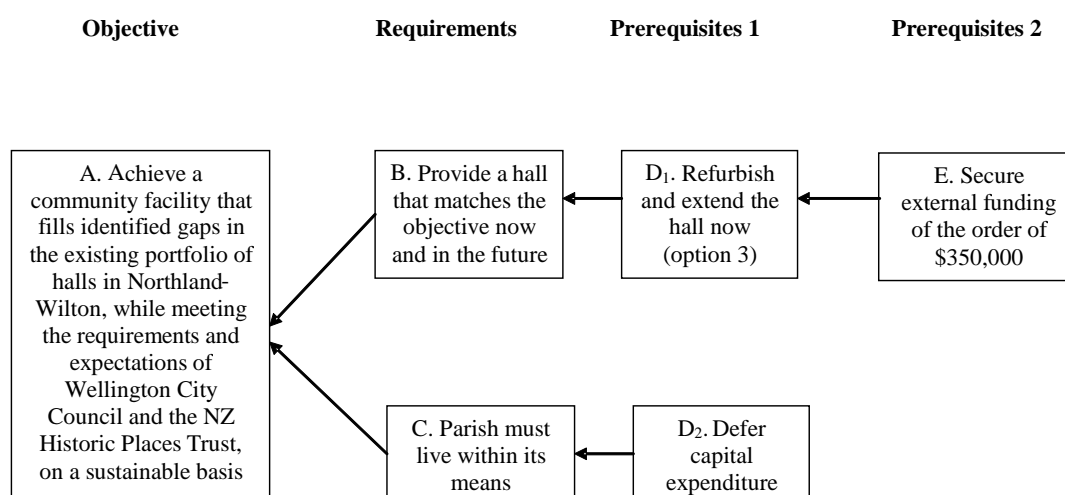 Objective
Requirements
Prerequisites 1
Prerequisites 2
A. Achieve a
community facility that
fills identified gaps in
the existing portfolio of
halls in Northland-
Wilton, while meeting
the requirements and
expectations of
Wellington City
Council and the NZ
Historic Places Trust,
on a sustainable basis
B. Provide a hall
that matches the
objective now
and in the future
D1. Refurbish
and extend the
hall now
(option 3)
E. Secure
external funding
of the order of
$350,000
C. Parish must
live within its
means
D2. Defer
capital
expenditure